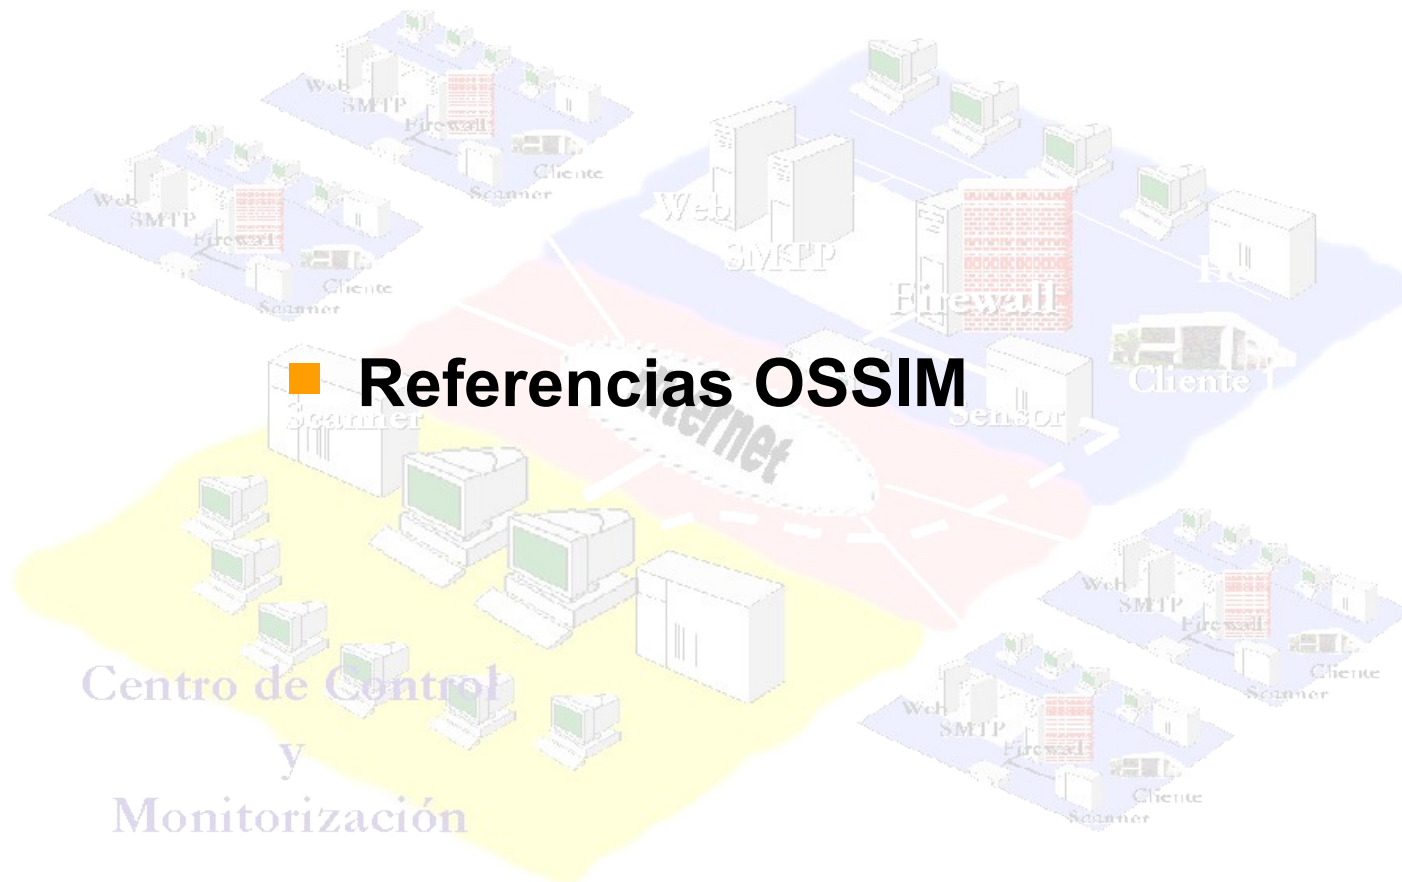 Web
SMTP
Firewall
Cliente
Scanner
Web
SMTP
Firewall
Cliente
Scanner
Web
SMTP
Firewall
Cliente 1
Sensor
Referencias OSSIM
Scanner
Internet
Web
SMTP
Firewall
Cliente
Scanner
Web
SMTP
Firewall
Cliente
Scanner
Centro de Control
y
Monitorización